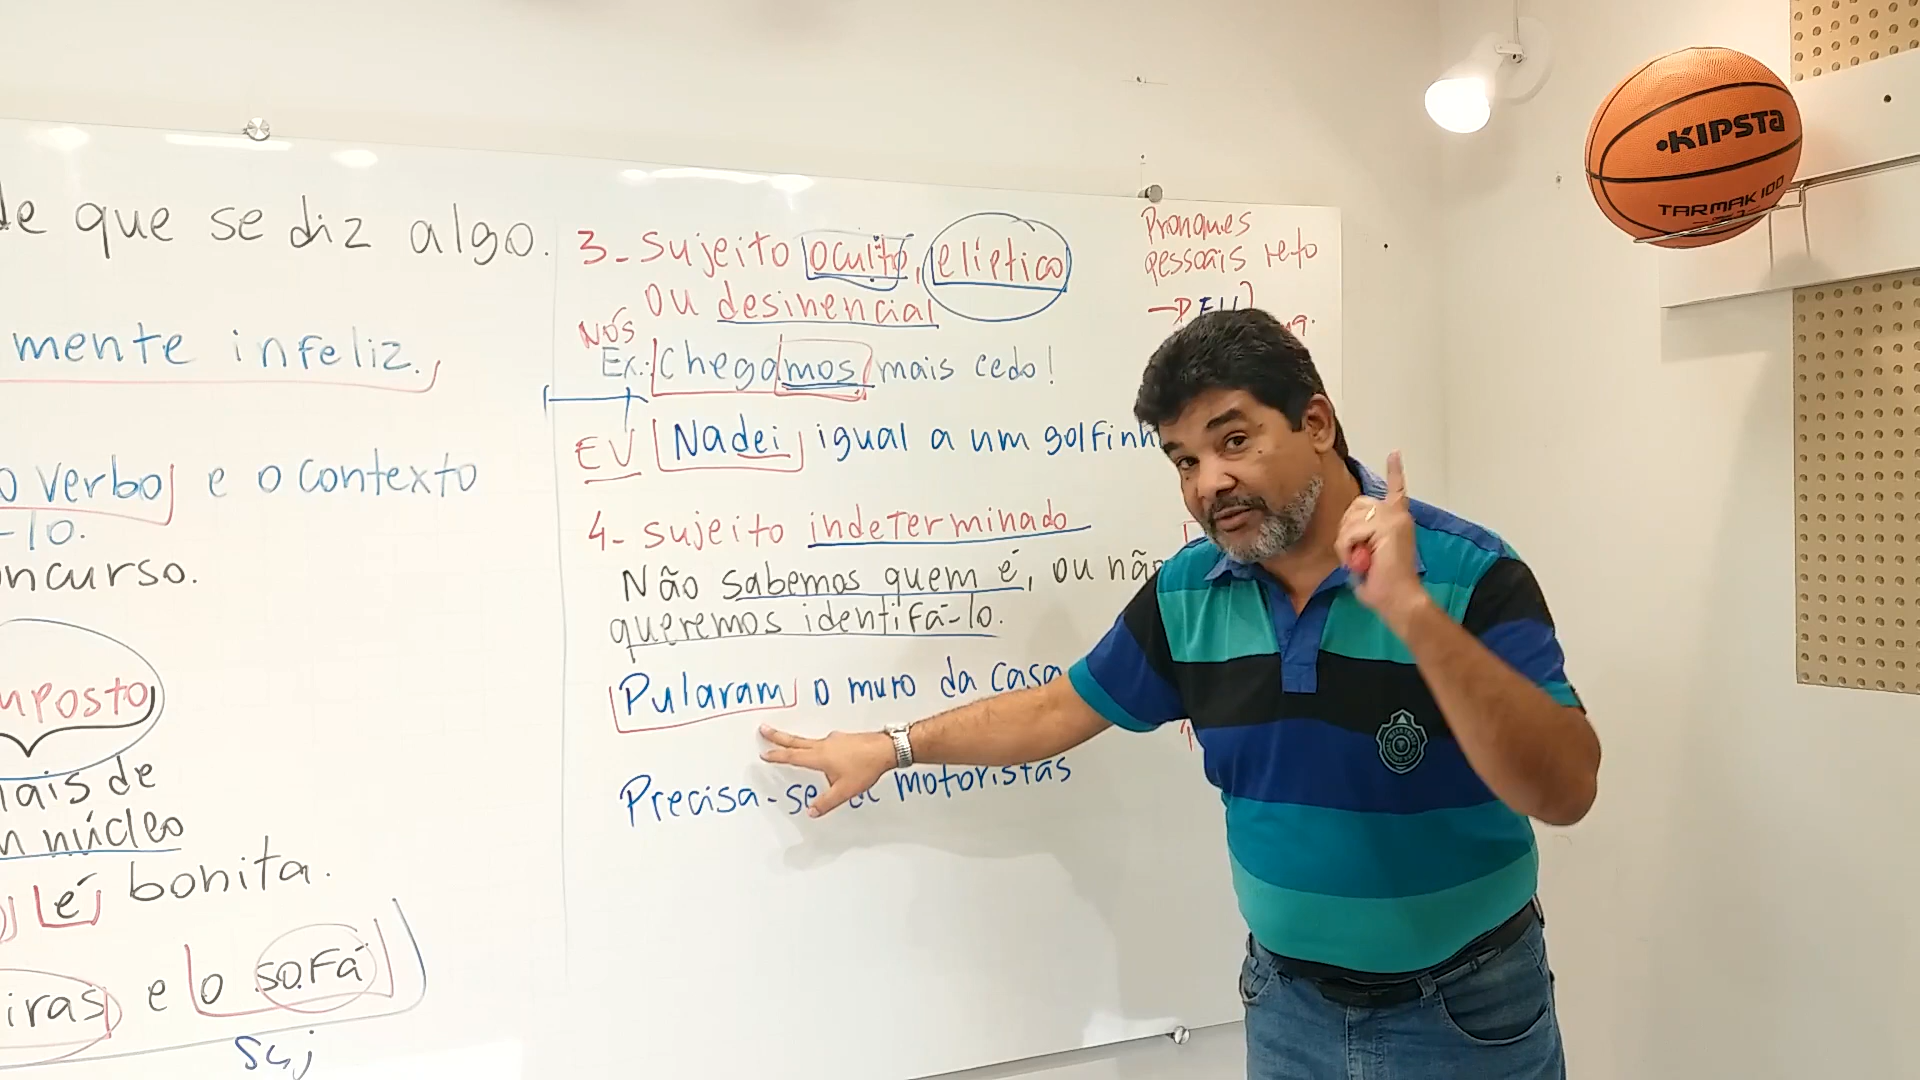 de que se diz algo.
mente infeliz.
o verbo e o contexto
-lo.
ncurso.
mposto
mais de
m núcleo
é bonita.
iras e o sofá
suj
3- sujeito oculto, elíptico
ou desinencial
NÓS
Ex.: Chegamos mais cedo!
EU Nadei igual a um golfinh
4- sujeito indeterminado
Não sabemos quem é, ou não
queremos identifá-lo.
Pularam o muro da casa
Precisa-se de motoristas
Pronomes
pessoais reto
→ EU
KIPSTA
TARMAK 100